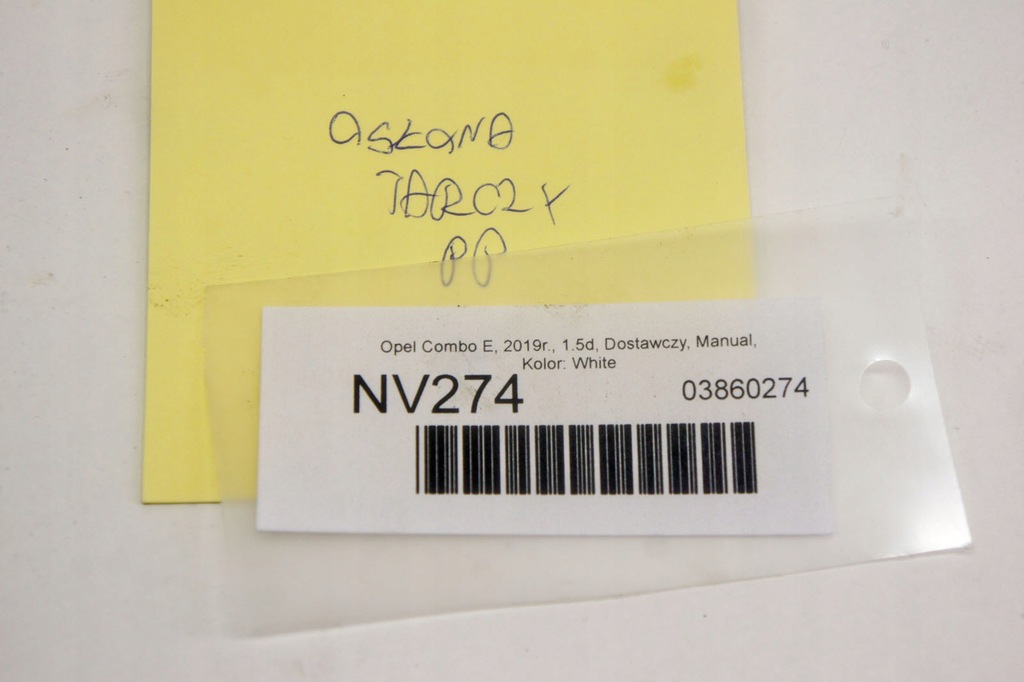 OSŁONA
TARCZY
PP
Opel Combo E, 2019r., 1.5d, Dostawczy, Manual,
Kolor: White
NV274
03860274